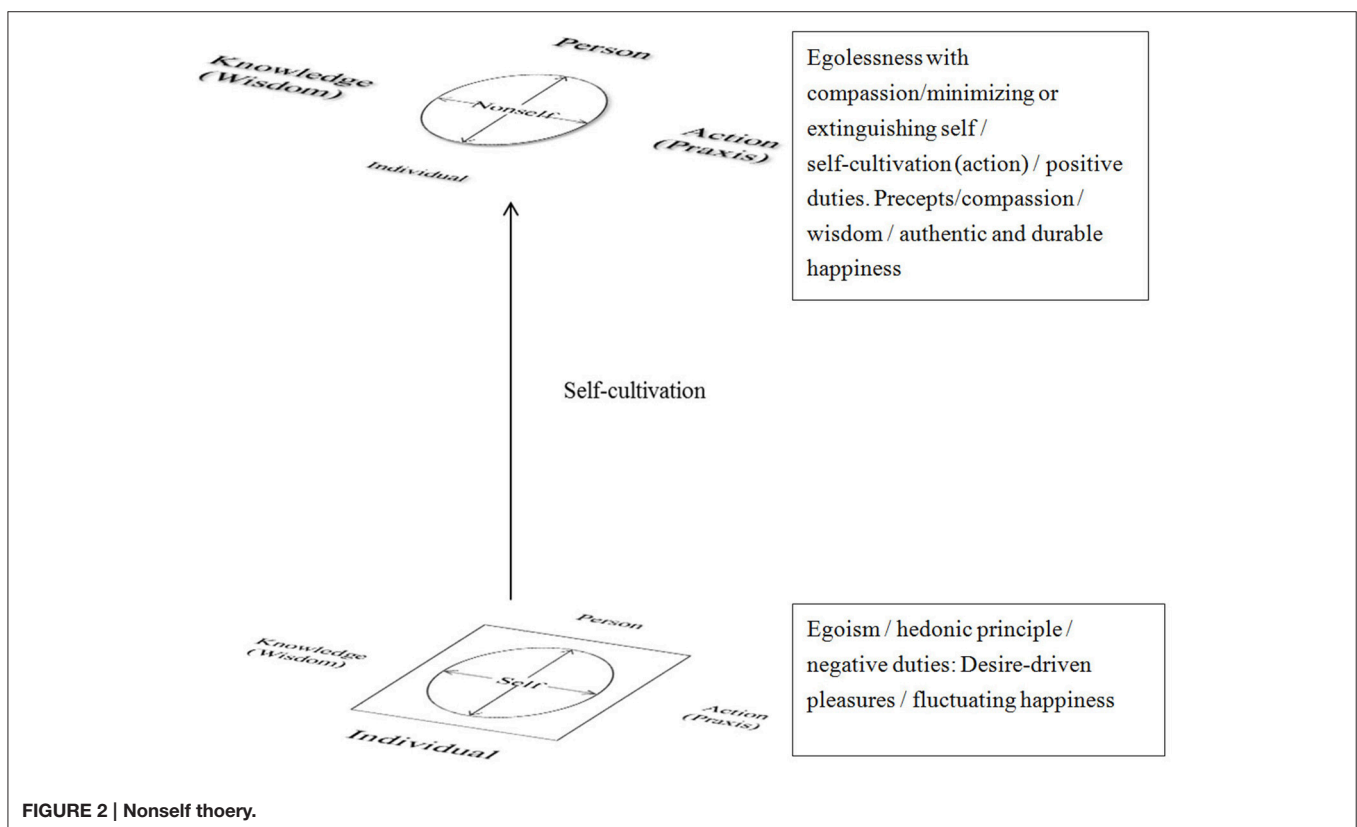 Person
Knowledge
(Wisdom)
Nonself
Action
(Praxis)
Individual
Egolessness with
compassion/minimizing or
extinguishing self /
self-cultivation (action) / positive
duties. Precepts/compassion /
wisdom / authentic and durable
happiness
Self-cultivation
Person
Knowledge
(Wisdom)
Self
Action
(Praxis)
Individual
Egoism / hedonic principle /
negative duties: Desire-driven
pleasures / fluctuating happiness
FIGURE 2 | Nonself thoery.